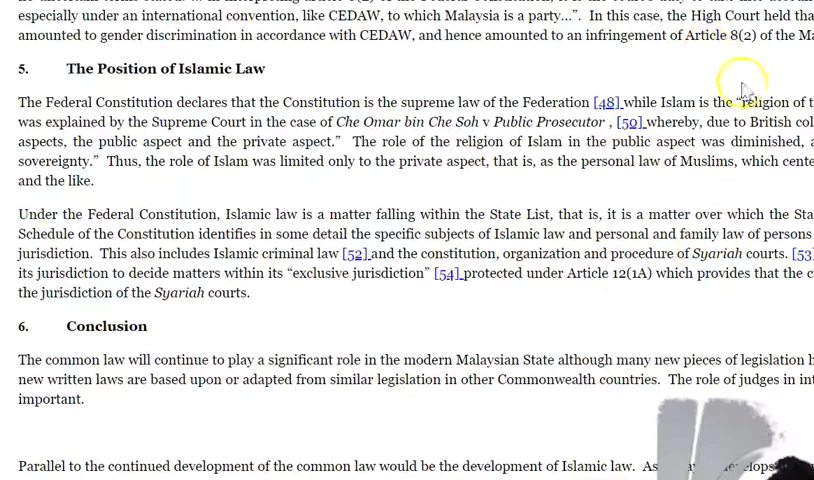 especially under an international convention, like CEDAW, to which Malaysia is a party…”. In this case, the High Court held tha
amounted to gender discrimination in accordance with CEDAW, and hence amounted to an infringement of Article 8(2) of the Ma
5. The Position of Islamic Law
The Federal Constitution declares that the Constitution is the supreme law of the Federation [48] while Islam is the “religion of t
was explained by the Supreme Court in the case of Che Omar bin Che Soh v Public Prosecutor , [50] whereby, due to British col
aspects, the public aspect and the private aspect.” The role of the religion of Islam in the public aspect was diminished, a
sovereignty.” Thus, the role of Islam was limited only to the private aspect, that is, as the personal law of Muslims, which cente
and the like.
Under the Federal Constitution, Islamic law is a matter falling within the State List, that is, it is a matter over which the Sta
Schedule of the Constitution identifies in some detail the specific subjects of Islamic law and personal and family law of persons
jurisdiction. This also includes Islamic criminal law [52] and the constitution, organization and procedure of Syariah courts. [53]
its jurisdiction to decide matters within its “exclusive jurisdiction” [54] protected under Article 12(1A) which provides that the c
the jurisdiction of the Syariah courts.
6. Conclusion
The common law will continue to play a significant role in the modern Malaysian State although many new pieces of legislation h
new written laws are based upon or adapted from similar legislation in other Commonwealth countries. The role of judges in int
important.
Parallel to the continued development of the common law would be the development of Islamic law. As